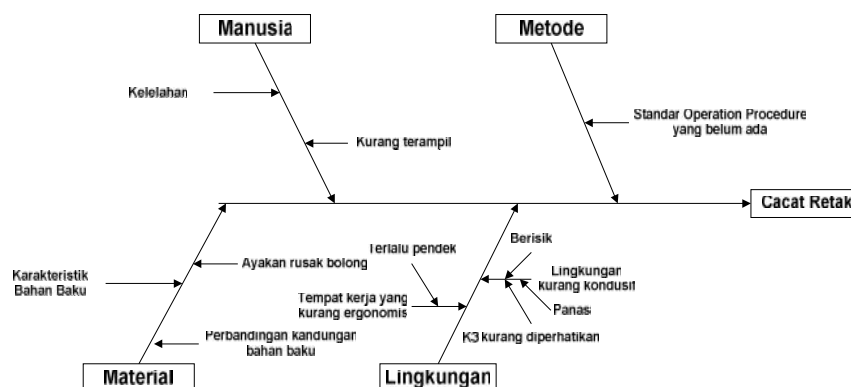 Manusia
Metode
Kelelahan
Standar Operation Procedure
yang belum ada
Kurang terampil
Cacat Retak
Berisik
Terlalu pendek
Ayakan rusak bolong
Lingkungan
kurang kondusif
Karakteristik
Bahan Baku
Tempat kerja yang
kurang ergonomis
Panas
Perbandingan kandungan
bahan baku
K3 kurang diperhatikan
Material
Lingkungan